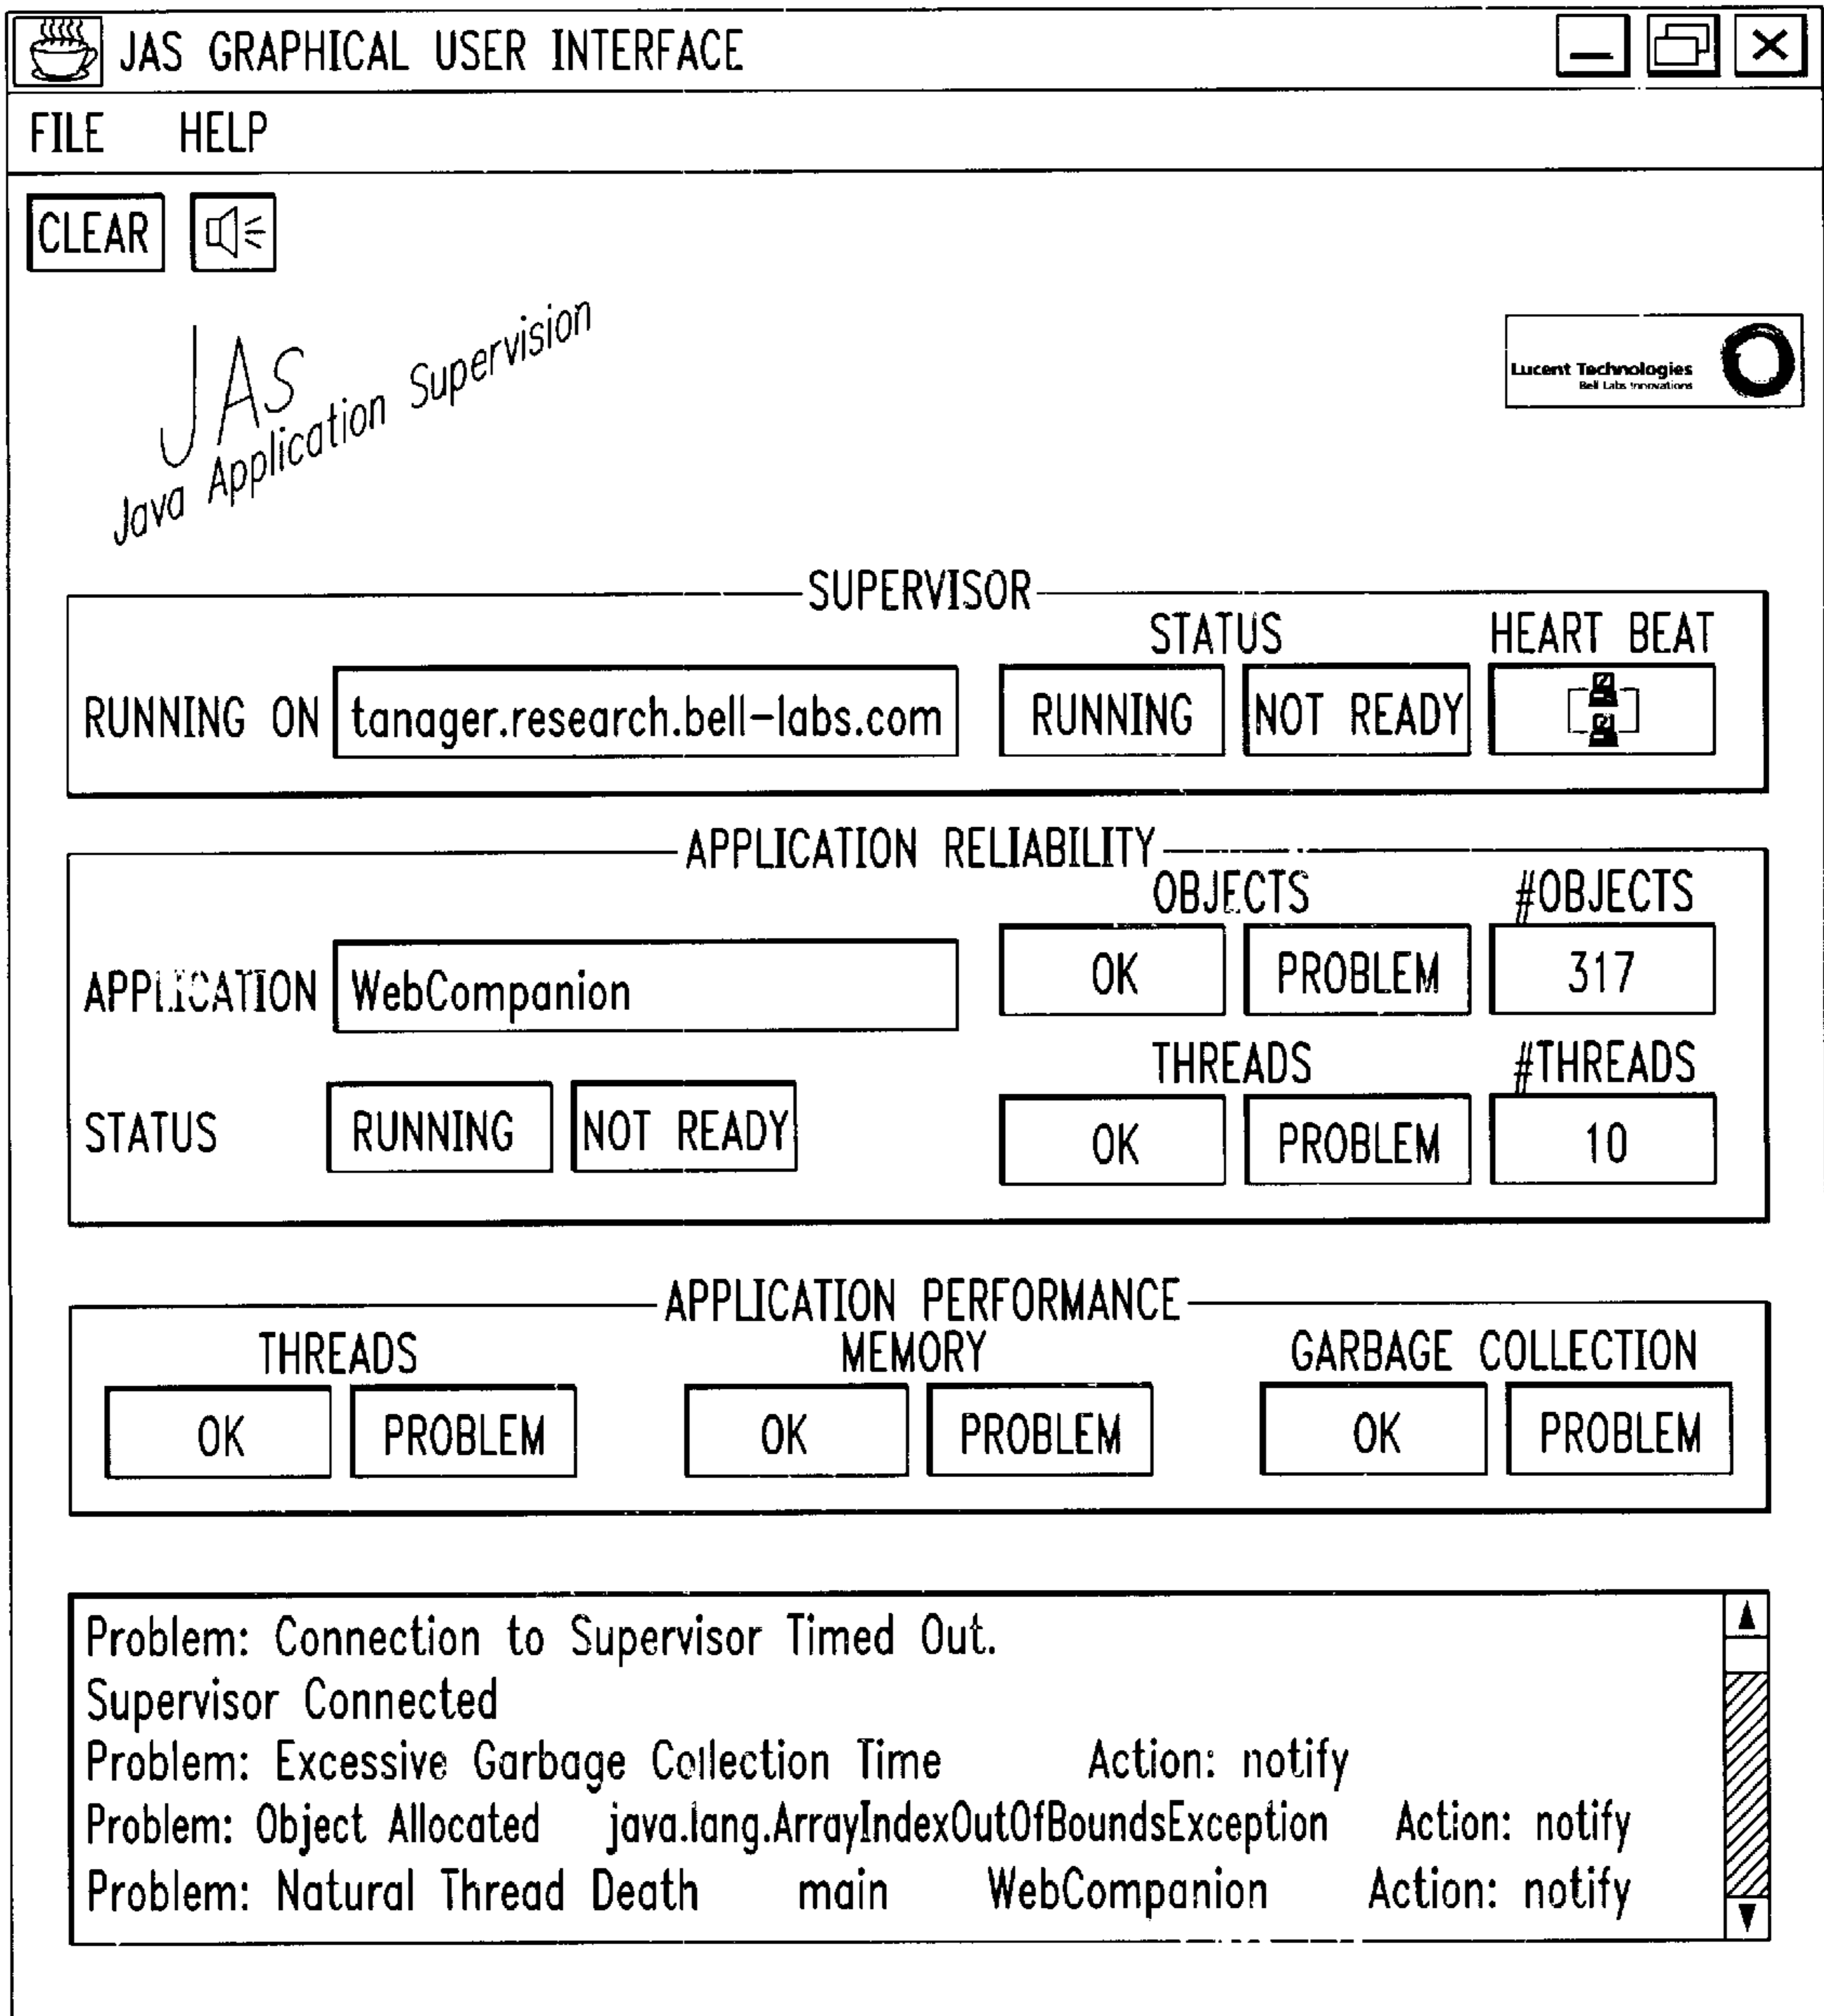 JAS GRAPHICAL USER INTERFACE
FILE HELP
CLEAR
JAS
Java Application Supervision
Lucent Technologies
Bell Labs Innovations
SUPERVISOR
STATUS HEART BEAT
RUNNING ON tanager.research.bell-labs.com RUNNING NOT READY
APPLICATION RELIABILITY
OBJECTS #OBJECTS
APPLICATION WebCompanion OK PROBLEM 317
THREADS #THREADS
STATUS RUNNING NOT READY OK PROBLEM 10
APPLICATION PERFORMANCE
THREADS MEMORY GARBAGE COLLECTION
OK PROBLEM OK PROBLEM OK PROBLEM
Problem: Connection to Supervisor Timed Out.
Supervisor Connected
Problem: Excessive Garbage Collection Time Action: notify
Problem: Object Allocated java.lang.ArrayIndexOutOfBoundsException Action: notify
Problem: Natural Thread Death main WebCompanion Action: notify